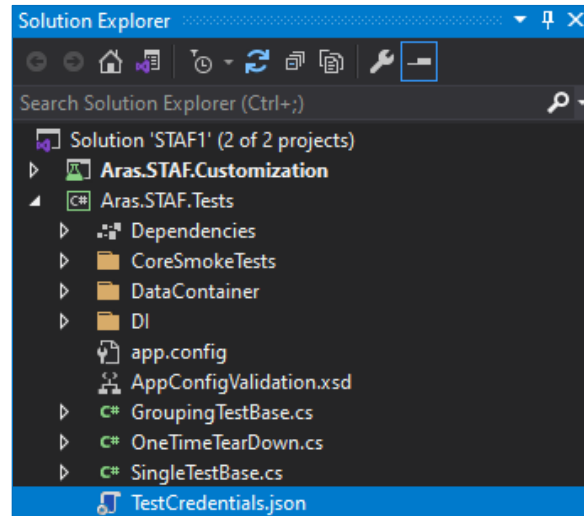 Solution Explorer
Search Solution Explorer (Ctrl+;)
Solution 'STAF1' (2 of 2 projects)
Aras.STAF.Customization
C# Aras.STAF.Tests
Dependencies
CoreSmokeTests
DataContainer
DI
app.config
AppConfigValidation.xsd
C# GroupingTestBase.cs
C# OneTimeTearDown.cs
C# SingleTestBase.cs
TestCredentials.json